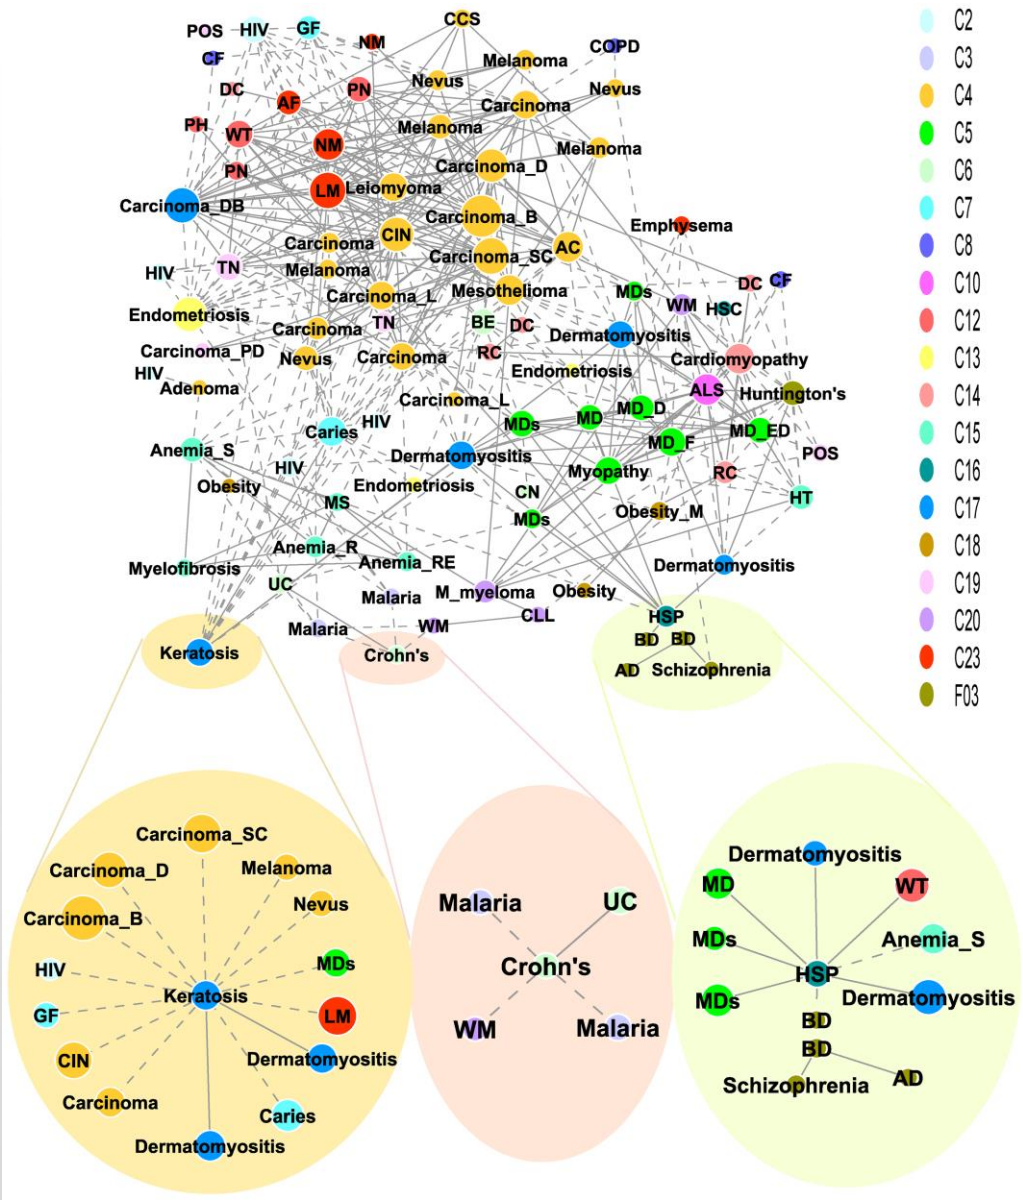 CCS
POS HIV GF
NM
COPD
CF
Melanoma
Nevus
DC
PN
Nevus
AF
Carcinoma
PH
WT
Melanoma
NM
Melanoma
PN
Carcinoma_D
LM Leiomyoma
Carcinoma_DB
Carcinoma_B
Emphysema
CIN
Carcinoma
AC
Carcinoma_SC
HIV
TN
Melanoma
DC
CF
Carcinoma_L
Mesothelioma
MDs
WM
HSC
Endometriosis
TN
BE
DC
Carcinoma
Dermatomyositis
Carcinoma_PD
Nevus
Carcinoma
RC
Cardiomyopathy
HIV
Endometriosis
Adenoma
ALS
Huntington's
Carcinoma_L
MD_D
HIV
MDs
MD
Caries
MD_ED
MD_F
Anemia_S
Dermatomyositis
POS
HIV
Myopathy
RC
Obesity
Endometriosis
CN
HT
MS
MDs
Obesity_M
Anemia_R
Anemia_RE
Myelofibrosis
Dermatomyositis
UC
Malaria
M_myeloma
Obesity
CLL
HSP
Malaria
WM
BD
BD
Keratosis
Crohn's
AD
Schizophrenia
C2
C3
C4
C5
C6
C7
C8
C10
C12
C13
C14
C15
C16
C17
C18
C19
C20
C23
F03
Carcinoma_SC
Carcinoma_D
Melanoma
Carcinoma_B
Nevus
HIV
MDs
Keratosis
GF
LM
CIN
Dermatomyositis
Carcinoma
Caries
Dermatomyositis
Malaria
UC
Crohn's
WM
Malaria
Dermatomyositis
MD
WT
MDs
Anemia_S
HSP
MDs
Dermatomyositis
BD
BD
Schizophrenia
AD